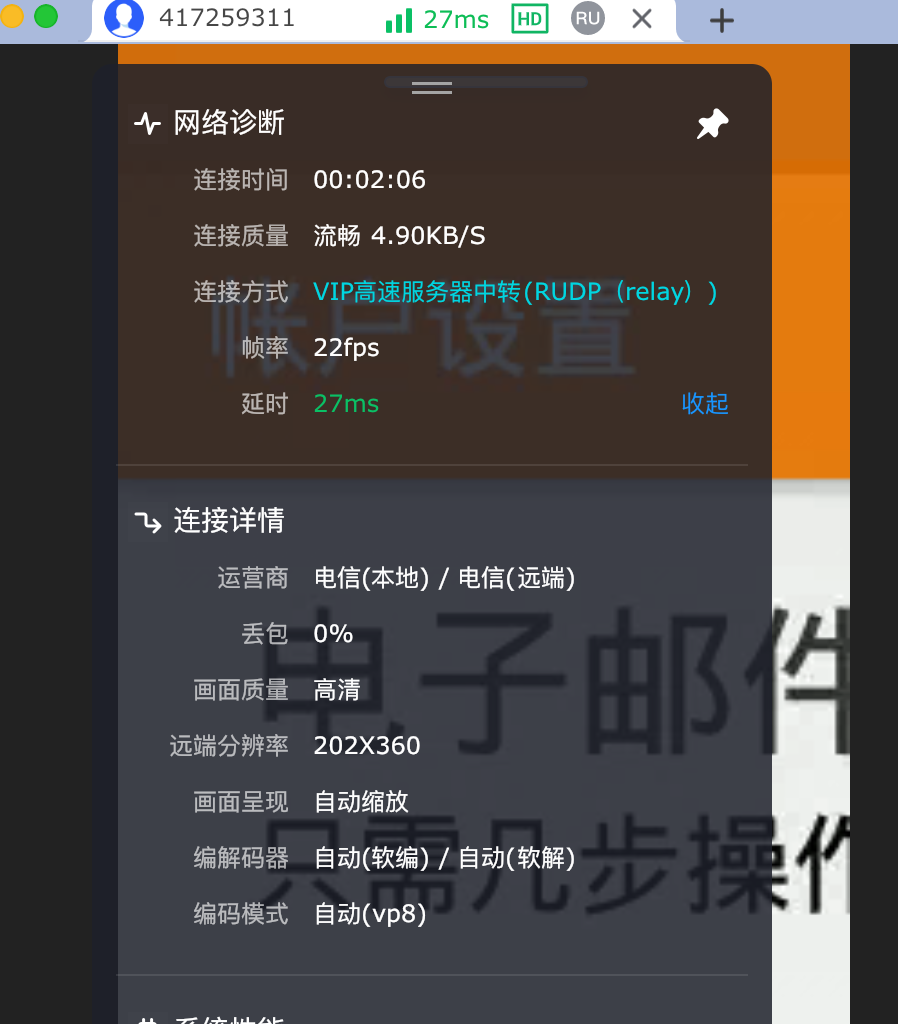 417259311 27ms HD RU
网络诊断
连接时间 00:02:06
连接质量 流畅 4.90KB/S
连接方式 VIP高速服务器中转(RUDP（relay）)
帐户设置
帧率 22fps
延时 27ms 收起
连接详情
运营商 电信(本地) / 电信(远端)
丢包 0%
电子邮件
画面质量 高清
远端分辨率 202X360
画面呈现 自动缩放
只需几步操作
编解码器 自动(软编) / 自动(软解)
编码模式 自动(vp8)
系统性能